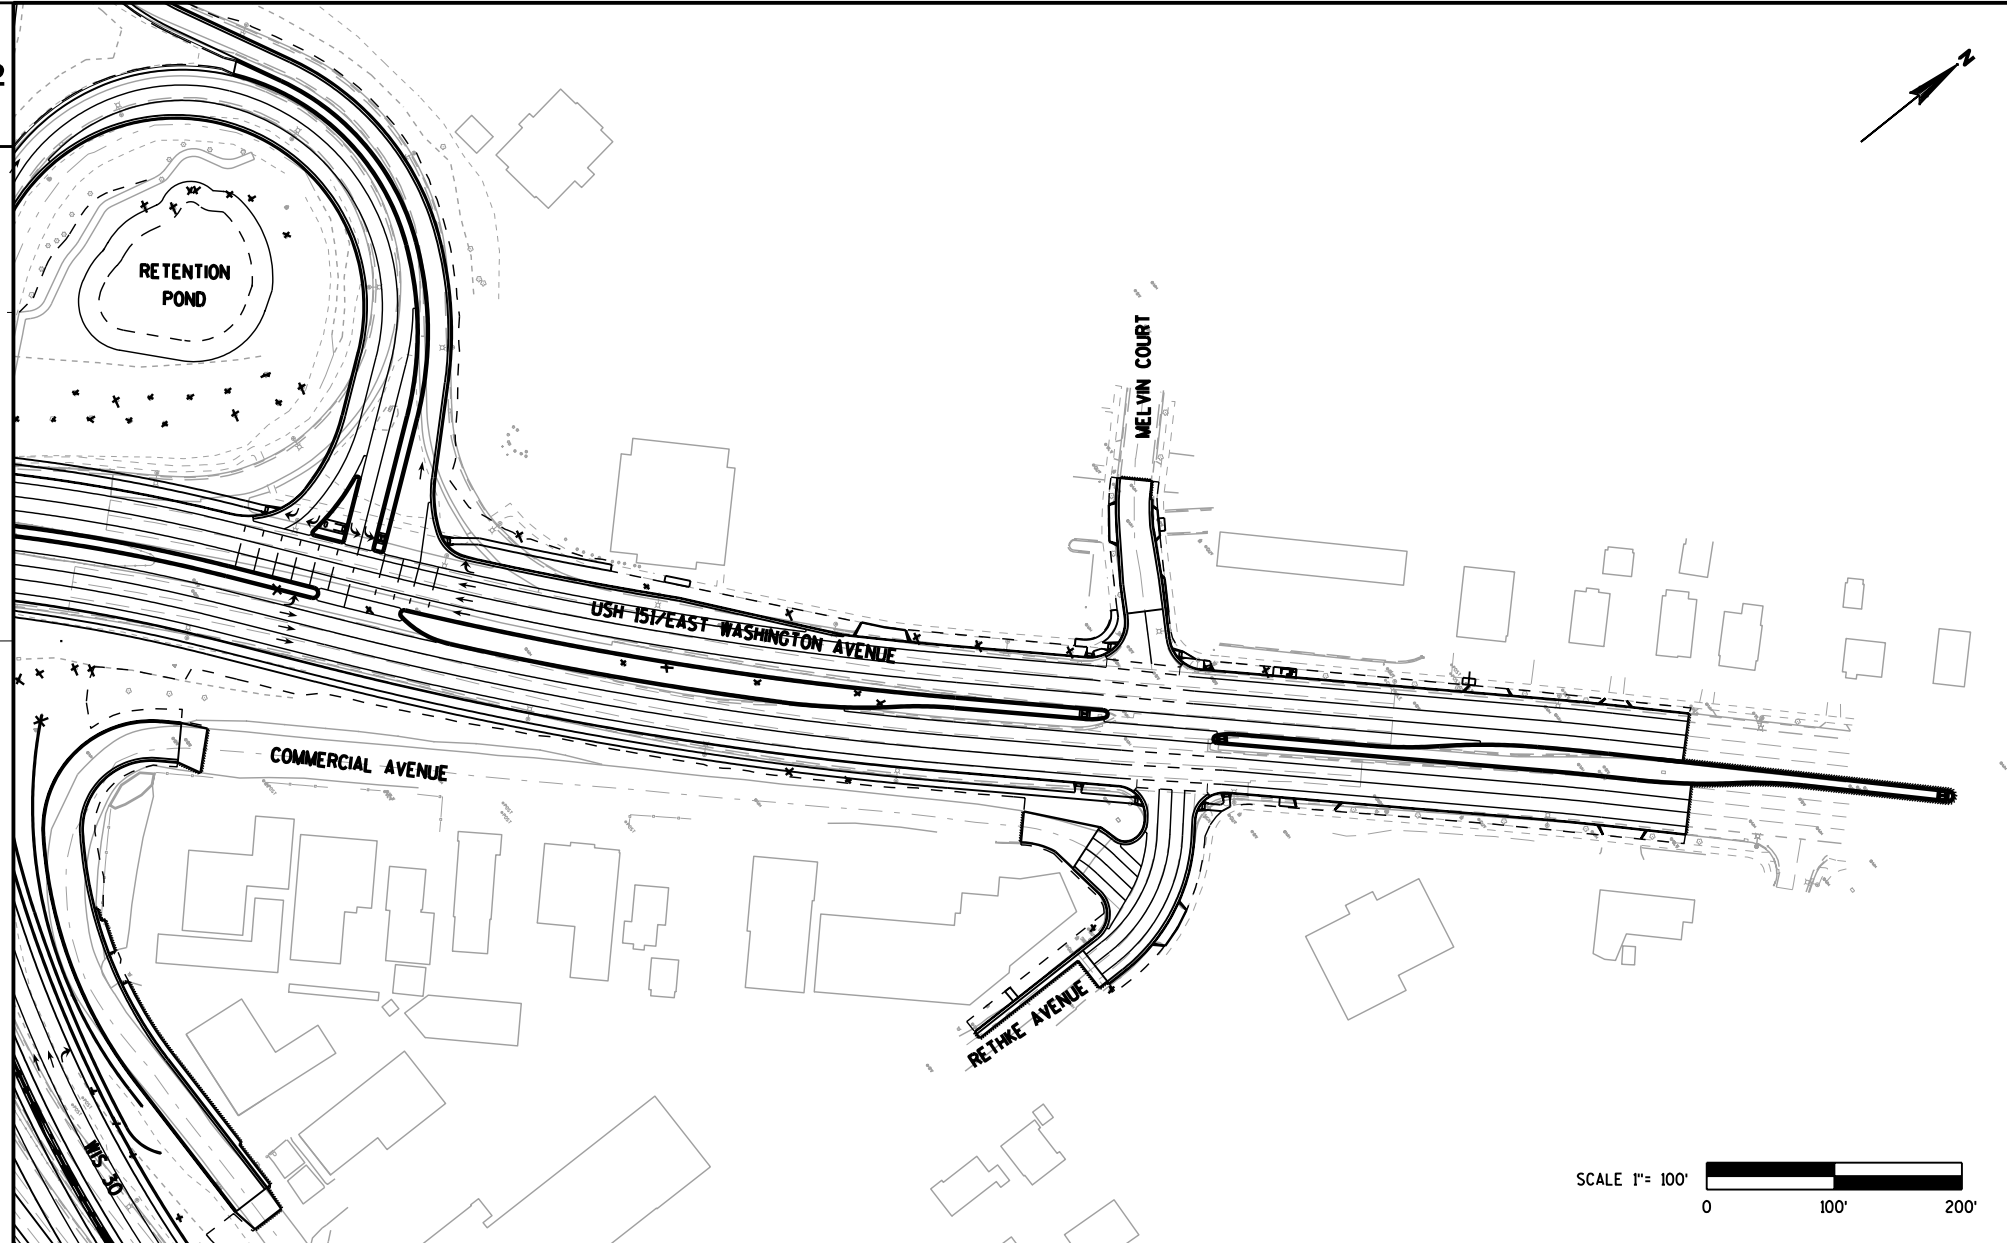 N
RETENTION
POND
MELVIN COURT
USH 151/EAST WASHINGTON AVENUE
COMMERCIAL AVENUE
RETHKE AVENUE
WIS 30
SCALE 1"= 100'
0 100' 200'